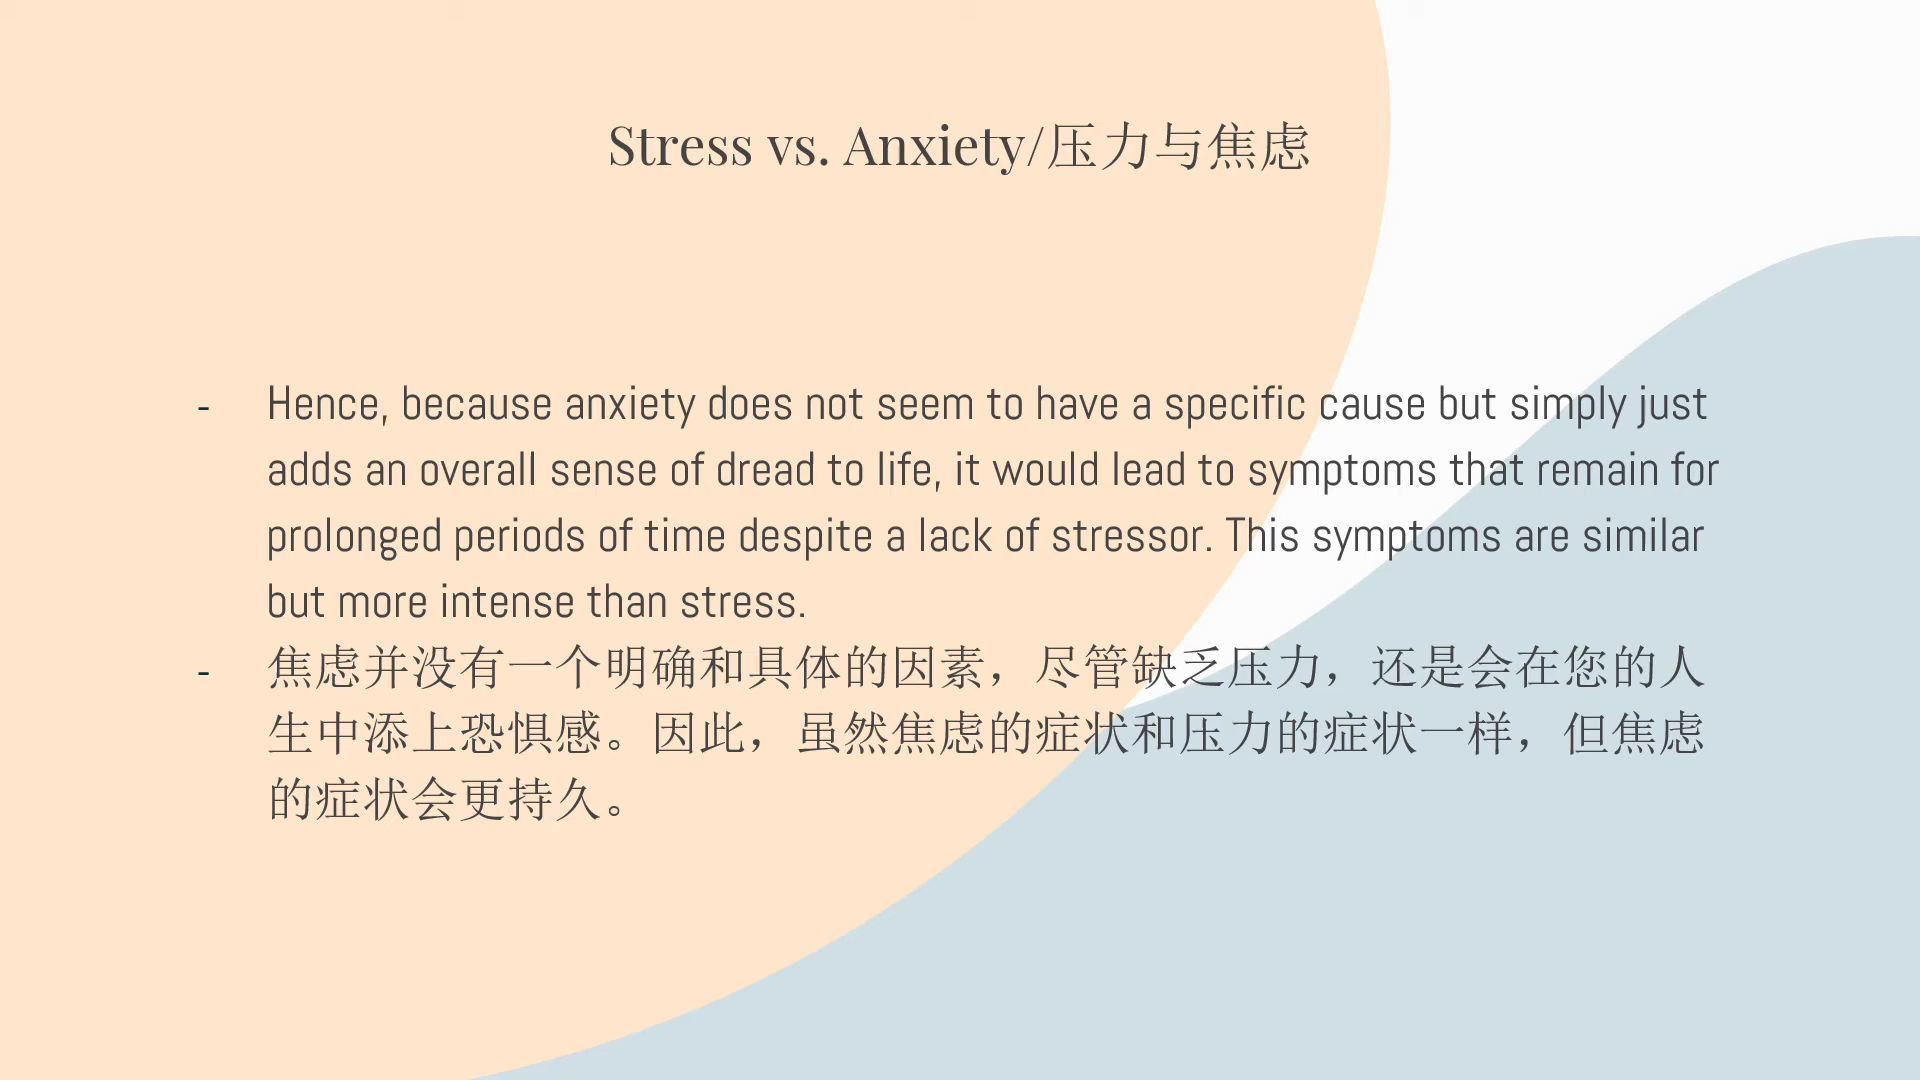 Stress vs. Anxiety/压力与焦虑
- Hence, because anxiety does not seem to have a specific cause but simply just
adds an overall sense of dread to life, it would lead to symptoms that remain for
prolonged periods of time despite a lack of stressor. This symptoms are similar
but more intense than stress.
- 焦虑并没有一个明确和具体的因素，尽管缺乏压力，还是会在您的人
生中添上恐惧感。因此，虽然焦虑的症状和压力的症状一样，但焦虑
的症状会更持久。